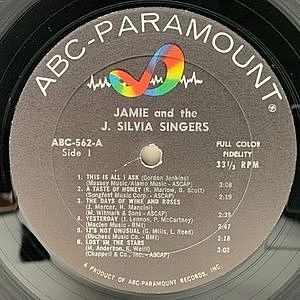 ABC-PARAMOUNT
JAMIE and the
J. SILVIA SINGERS
ABC-562-A
Side 1
FULL COLOR
FIDELITY
33⅓ RPM
1. THIS IS ALL I ASK (Gordon Jenkins)
(Massey Music/Alamo Music - ASCAP) 3:08
2. A TASTE OF HONEY (R. Marlow, B. Scott)
(Songfest Music Corp. - ASCAP) 2:19
3. THE DAYS OF WINE AND ROSES
(J. Mercer, H. Mancini)
(M. Witmark & Sons - ASCAP) 2:39
4. YESTERDAY (J. Lennon, P. McCartney)
(Maclen Music - BMI) 2:47
5. IT'S NOT UNUSUAL (G. Mills, L. Reed)
(Duchess Music Co. - BMI)
6. LOST IN THE STARS
(M. Anderson, K. Weill)
(Chappell & Co., Inc. - ASCAP) 3:02
A PRODUCT OF ABC-PARAMOUNT RECORDS, INC.